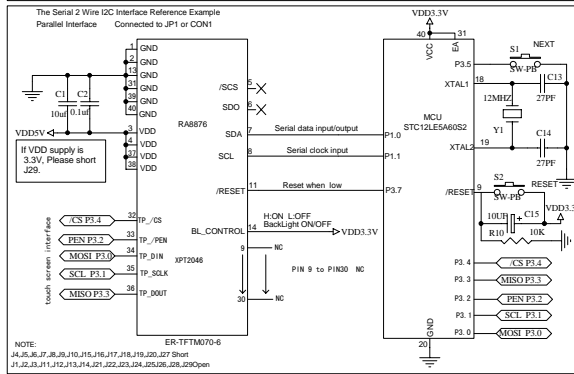 The Serial 2 Wire I2C Interface Reference Example
Parallel Interface Connected to JP1 or CON1
VDD3.3V
40 31
VCC
EA
S1 NEXT
SW-PB
P3.5
XTAL1 18
C13
27PF
12MHZ
Y1
XTAL2 19
C14
27PF
1 GND
2 GND
13 GND
31 GND
39 GND
40 GND
C1 C2
10uf 0.1uf
VDD5V
3 VDD
4 VDD
37 VDD
38 VDD
If VDD supply is
3.3V, Please short
J29.
RA8876
/SCS 5
SDO 6
SDA 7 Serial data input/output P1.0
SCL 8 Serial clock input P1.1
/RESET 11 Reset when low P3.7
MCU
STC12LE5A60S2
S2 RESET
/RESET 9
SW-PB
VDD3.3
10UF + C15
R10 10K
BL_CONTROL 14
H:ON L:OFF
BackLight ON/OFF
VDD3.3V
9 NC
PIN 9 to PIN30 NC
30 NC
touch screen interface
/CS P3.4 32 TP_/CS
PEN P3.2 33 TP_/PEN
MOSI P3.0 34 TP_DIN
SCL P3.1 35 TP_SCLK
MISO P3.3 36 TP_DOUT
XPT2046
P3. 4 /CS P3.4
P3. 3 MISO P3.3
P3. 2 PEN P3.2
P3. 1 SCL P3.1
P3. 0 MOSI P3.0
GND
20
ER-TFTM070-6
NOTE:
J4,J5,J6,J7,J8,J9,J10,J15,J16,J17,J18,J19,J20,J27 Short
J1,J2,J3,J11,J12,J13,J14,J21,J22,J23,J24,J25,J26,J28,J29Open